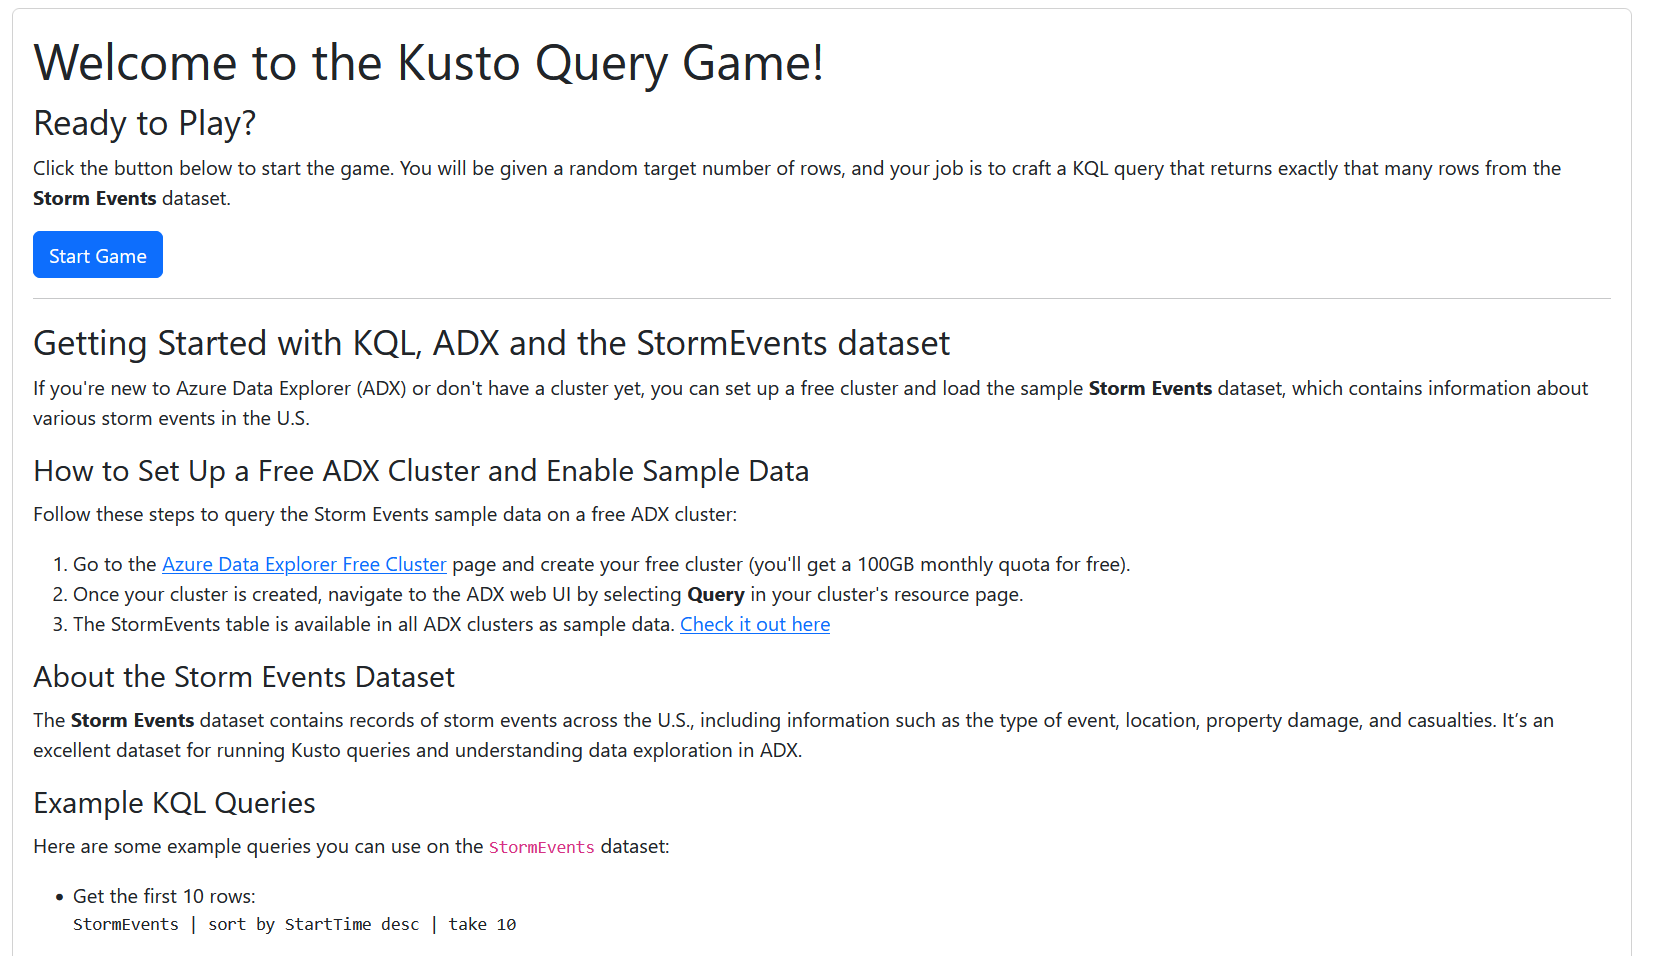 Welcome to the Kusto Query Game!
Ready to Play?
Click the button below to start the game. You will be given a random target number of rows, and your job is to craft a KQL query that returns exactly that many rows from the
Storm Events dataset.
Start Game
Getting Started with KQL, ADX and the StormEvents dataset
If you're new to Azure Data Explorer (ADX) or don't have a cluster yet, you can set up a free cluster and load the sample Storm Events dataset, which contains information about
various storm events in the U.S.
How to Set Up a Free ADX Cluster and Enable Sample Data
Follow these steps to query the Storm Events sample data on a free ADX cluster:
1. Go to the Azure Data Explorer Free Cluster page and create your free cluster (you'll get a 100GB monthly quota for free).
2. Once your cluster is created, navigate to the ADX web UI by selecting Query in your cluster's resource page.
3. The StormEvents table is available in all ADX clusters as sample data. Check it out here
About the Storm Events Dataset
The Storm Events dataset contains records of storm events across the U.S., including information such as the type of event, location, property damage, and casualties. It’s an
excellent dataset for running Kusto queries and understanding data exploration in ADX.
Example KQL Queries
Here are some example queries you can use on the StormEvents dataset:
• Get the first 10 rows:
StormEvents | sort by StartTime desc | take 10